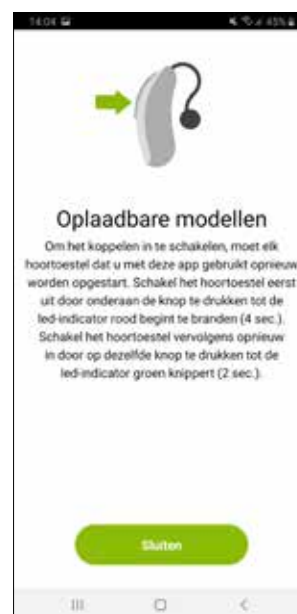 14:04
45%
Oplaadbare modellen
Om het koppelen in te schakelen, moet elk
hoortoestel dat u met deze app gebruikt opnieuw
worden opgestart. Schakel het hoortoestel eerst
uit door onderaan de knop te drukken tot de
led-indicator rood begint te branden (4 sec.).
Schakel het hoortoestel vervolgens opnieuw
in door op dezelfde knop te drukken tot de
led-indicator groen knippert (2 sec.).
Sluiten